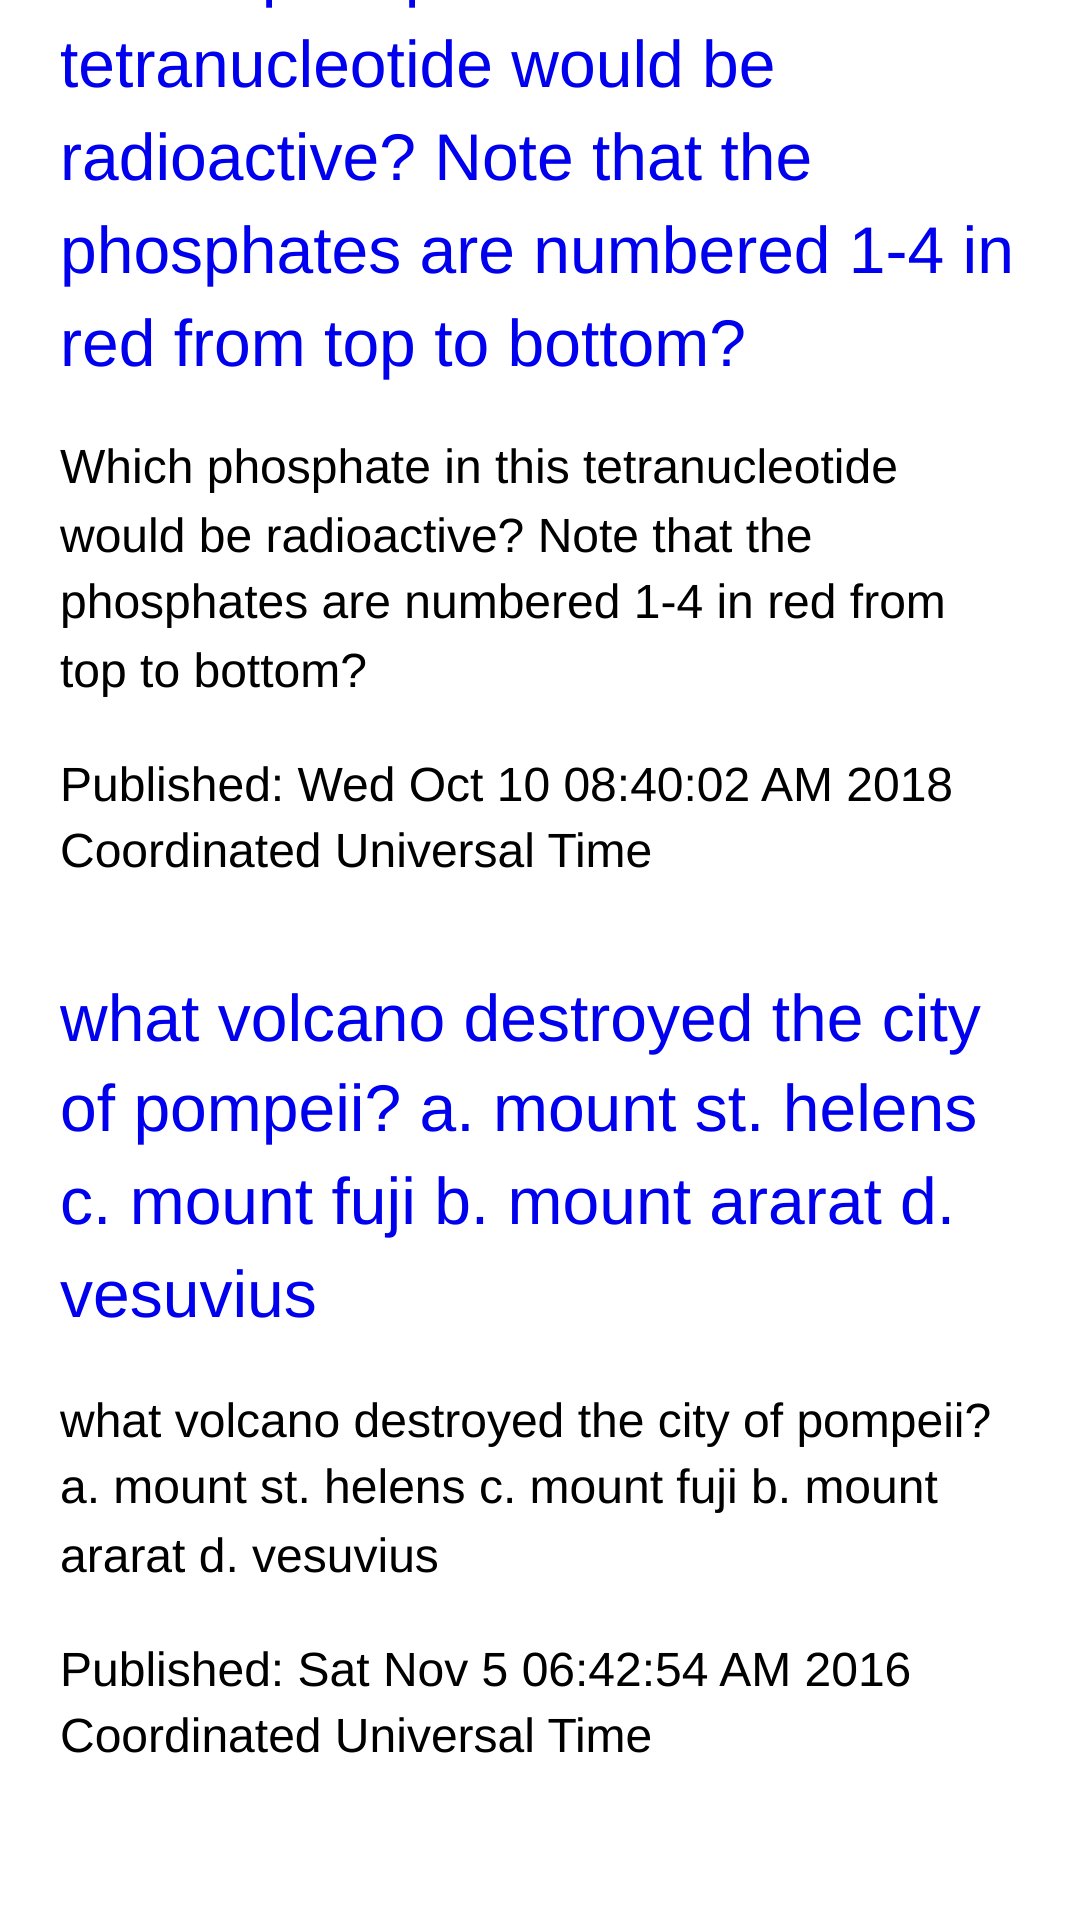 tetranucleotide would be
radioactive? Note that the
phosphates are numbered 1-4 in
red from top to bottom?
Which phosphate in this tetranucleotide
would be radioactive? Note that the
phosphates are numbered 1-4 in red from
top to bottom?
Published: Wed Oct 10 08:40:02 AM 2018
Coordinated Universal Time
what volcano destroyed the city
of pompeii? a. mount st. helens
c. mount fuji b. mount ararat d.
vesuvius
what volcano destroyed the city of pompeii?
a. mount st. helens c. mount fuji b. mount
ararat d. vesuvius
Published: Sat Nov 5 06:42:54 AM 2016
Coordinated Universal Time